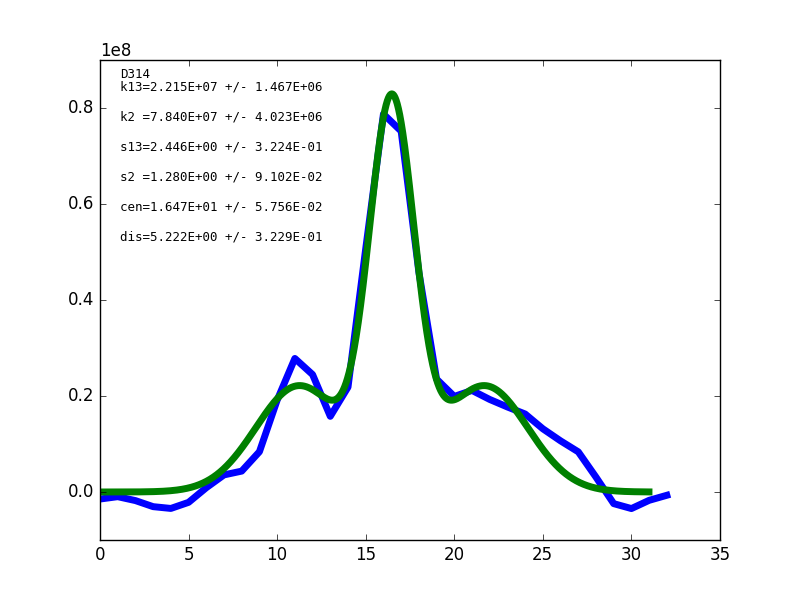 1e8
D314
k13=2.215E+07 +/- 1.467E+06
k2 =7.840E+07 +/- 4.023E+06
s13=2.446E+00 +/- 3.224E-01
s2 =1.280E+00 +/- 9.102E-02
cen=1.647E+01 +/- 5.756E-02
dis=5.222E+00 +/- 3.229E-01
0.8
0.6
0.4
0.2
0.0
0 5 10 15 20 25 30 35